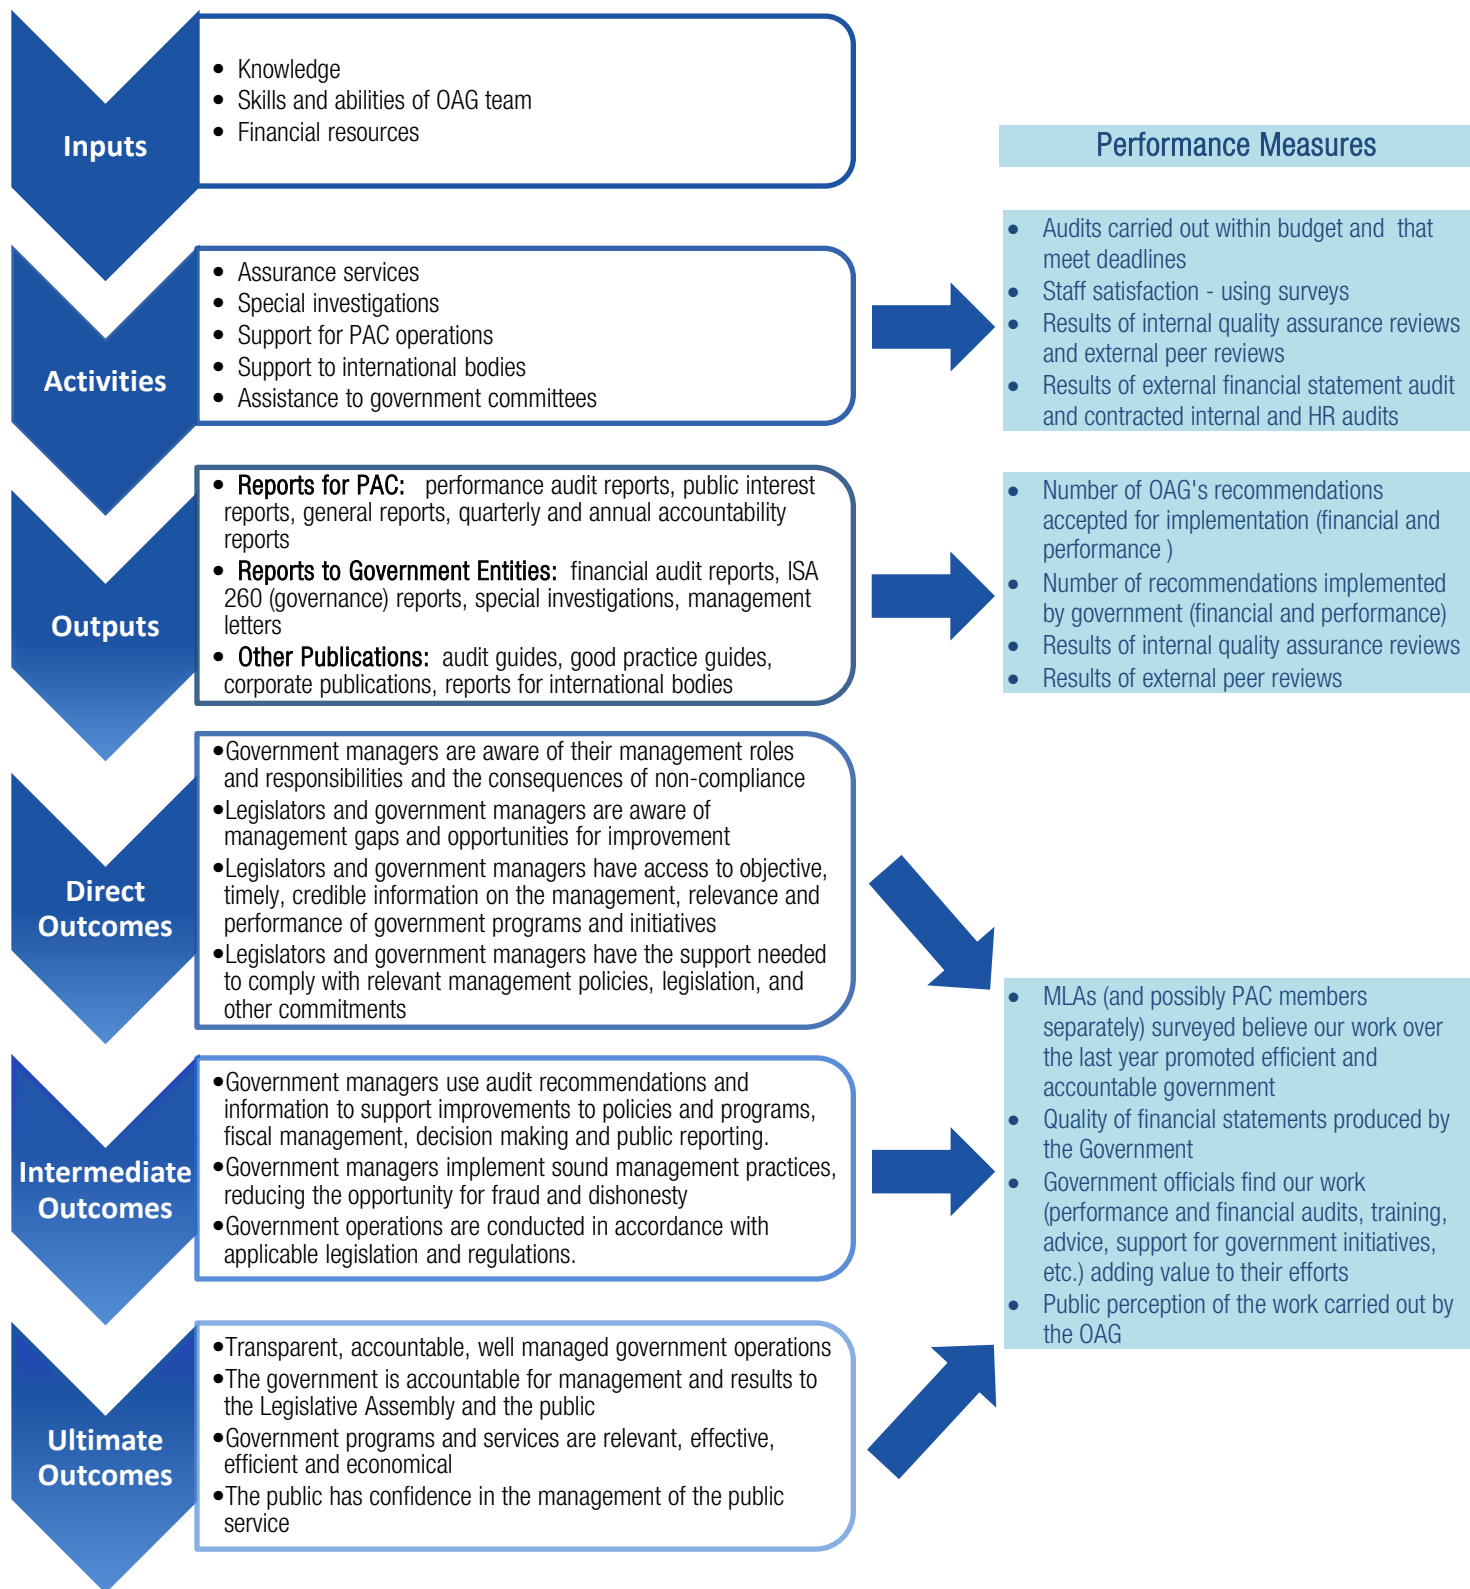 Inputs
• Knowledge
• Skills and abilities of OAG team
• Financial resources
Performance Measures
Activities
• Assurance services
• Special investigations
• Support for PAC operations
• Support to international bodies
• Assistance to government committees
• Audits carried out within budget and that
meet deadlines
• Staff satisfaction - using surveys
• Results of internal quality assurance reviews
and external peer reviews
• Results of external financial statement audit
and contracted internal and HR audits
Outputs
• Reports for PAC: performance audit reports, public interest
reports, general reports, quarterly and annual accountability
reports
• Reports to Government Entities: financial audit reports, ISA
260 (governance) reports, special investigations, management
letters
• Other Publications: audit guides, good practice guides,
corporate publications, reports for international bodies
• Number of OAG's recommendations
accepted for implementation (financial and
performance )
• Number of recommendations implemented
by government (financial and performance)
• Results of internal quality assurance reviews
• Results of external peer reviews
Direct
Outcomes
•Government managers are aware of their management roles
and responsibilities and the consequences of non-compliance
•Legislators and government managers are aware of
management gaps and opportunities for improvement
•Legislators and government managers have access to objective,
timely, credible information on the management, relevance and
performance of government programs and initiatives
•Legislators and government managers have the support needed
to comply with relevant management policies, legislation, and
other commitments
Intermediate
Outcomes
•Government managers use audit recommendations and
information to support improvements to policies and programs,
fiscal management, decision making and public reporting.
•Government managers implement sound management practices,
reducing the opportunity for fraud and dishonesty
•Government operations are conducted in accordance with
applicable legislation and regulations.
• MLAs (and possibly PAC members
separately) surveyed believe our work over
the last year promoted efficient and
accountable government
• Quality of financial statements produced by
the Government
• Government officials find our work
(performance and financial audits, training,
advice, support for government initiatives,
etc.) adding value to their efforts
• Public perception of the work carried out by
the OAG
Ultimate
Outcomes
•Transparent, accountable, well managed government operations
•The government is accountable for management and results to
the Legislative Assembly and the public
•Government programs and services are relevant, effective,
efficient and economical
•The public has confidence in the management of the public
service